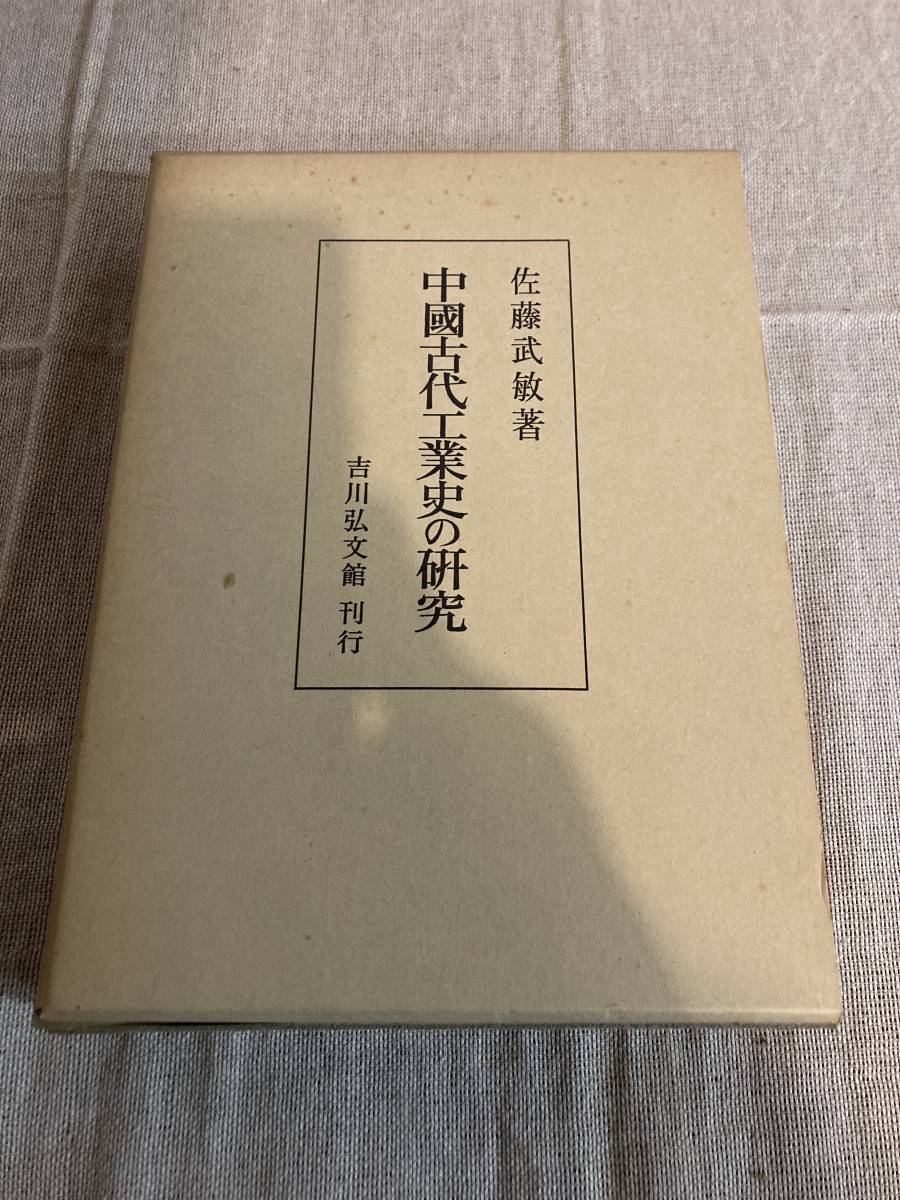 佐藤武敏著
中國古代工業史の硏究
吉川弘文館 刊行